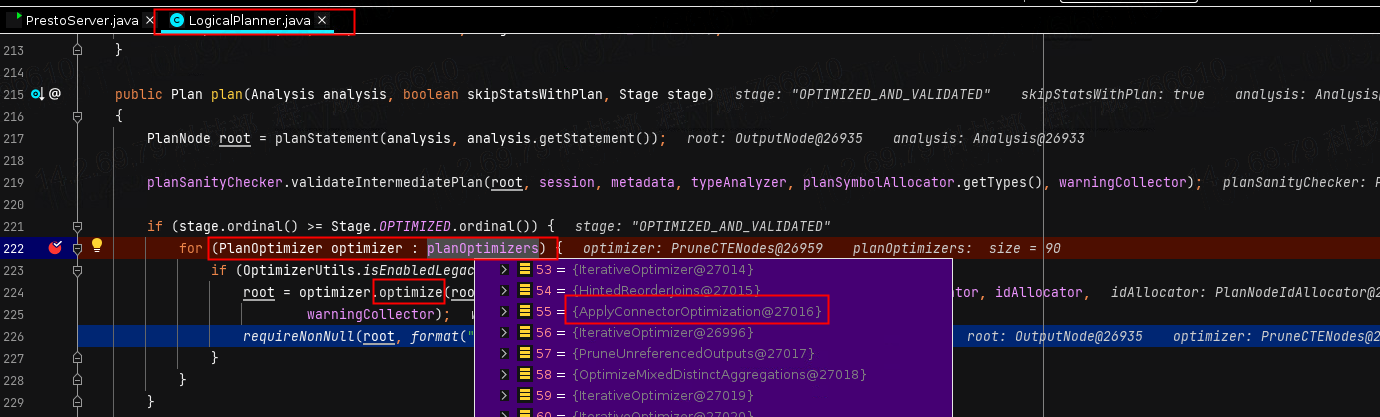 PrestoServer.java × LogicalPlanner.java ×
213 }
214
215 @ public Plan plan(Analysis analysis, boolean skipStatsWithPlan, Stage stage) stage: "OPTIMIZED_AND_VALIDATED" skipStatsWithPlan: true analysis: Analysis
216 {
217 PlanNode root = planStatement(analysis, analysis.getStatement()); root: OutputNode@26935 analysis: Analysis@26933
218
219 planSanityChecker.validateIntermediatePlan(root, session, metadata, typeAnalyzer, planSymbolAllocator.getTypes(), warningCollector); planSanityChecker: P
220
221 if (stage.ordinal() >= Stage.OPTIMIZED.ordinal()) { stage: "OPTIMIZED_AND_VALIDATED"
222 for (PlanOptimizer optimizer : planOptimizers) { optimizer: PruneCTENodes@26959 planOptimizers: size = 90
223 if (OptimizerUtils.isEnabledLegac
53 = {IterativeOptimizer@27014}
224 root = optimizer.optimize(roo
54 = {HintedReorderJoins@27015}
tor, idAllocator, idAllocator: PlanNodeIdAllocator@2
225 warningCollector);
55 = {ApplyConnectorOptimization@27016}
226 requireNonNull(root, format("
56 = {IterativeOptimizer@26996}
root: OutputNode@26935 optimizer: PruneCTENodes@2
227 }
57 = {PruneUnreferencedOutputs@27017}
228 }
58 = {OptimizeMixedDistinctAggregations@27018}
229 }
59 = {IterativeOptimizer@27019}
60 = {IterativeOptimizer@27020}